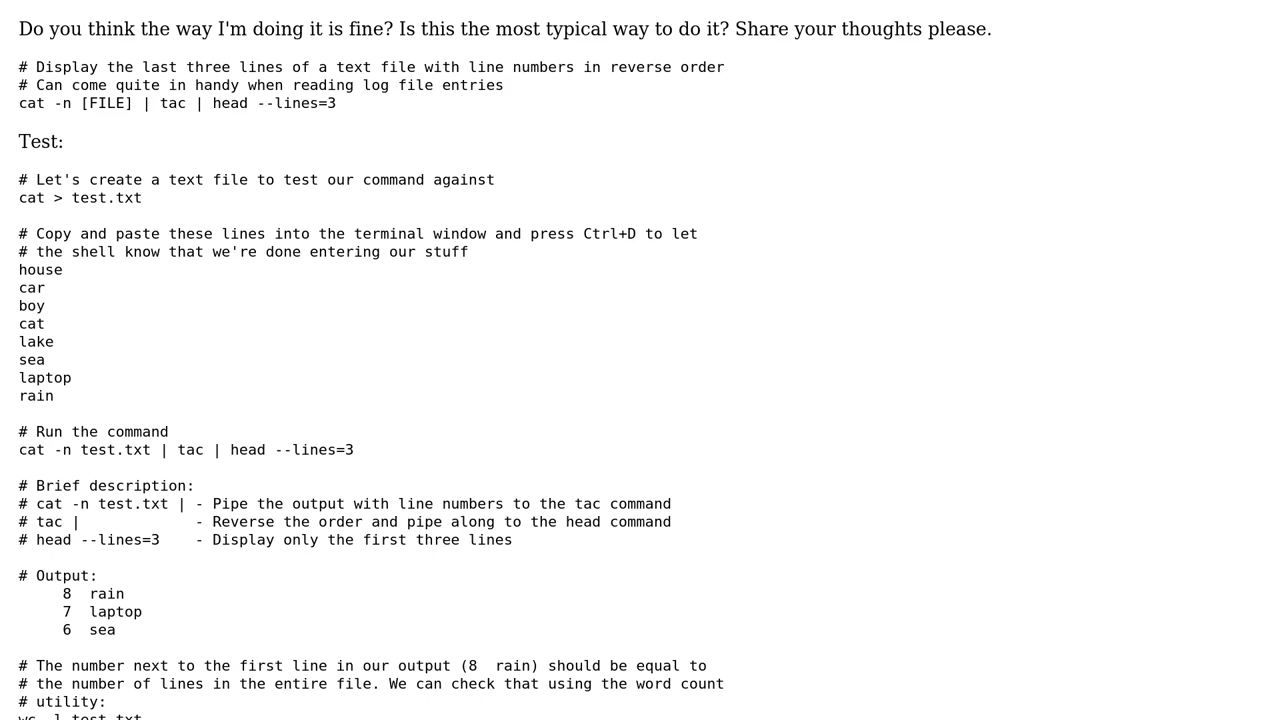 Do you think the way I'm doing it is fine? Is this the most typical way to do it? Share your thoughts please.
# Display the last three lines of a text file with line numbers in reverse order
# Can come quite in handy when reading log file entries
cat -n [FILE] | tac | head --lines=3
Test:
# Let's create a text file to test our command against
cat > test.txt
# Copy and paste these lines into the terminal window and press Ctrl+D to let
# the shell know that we're done entering our stuff
house
car
boy
cat
lake
sea
laptop
rain
# Run the command
cat -n test.txt | tac | head --lines=3
# Brief description:
# cat -n test.txt | - Pipe the output with line numbers to the tac command
# tac |             - Reverse the order and pipe along to the head command
# head --lines=3    - Display only the first three lines
# Output:
     8  rain
     7  laptop
     6  sea
# The number next to the first line in our output (8  rain) should be equal to
# the number of lines in the entire file. We can check that using the word count
# utility:
wc -l test.txt